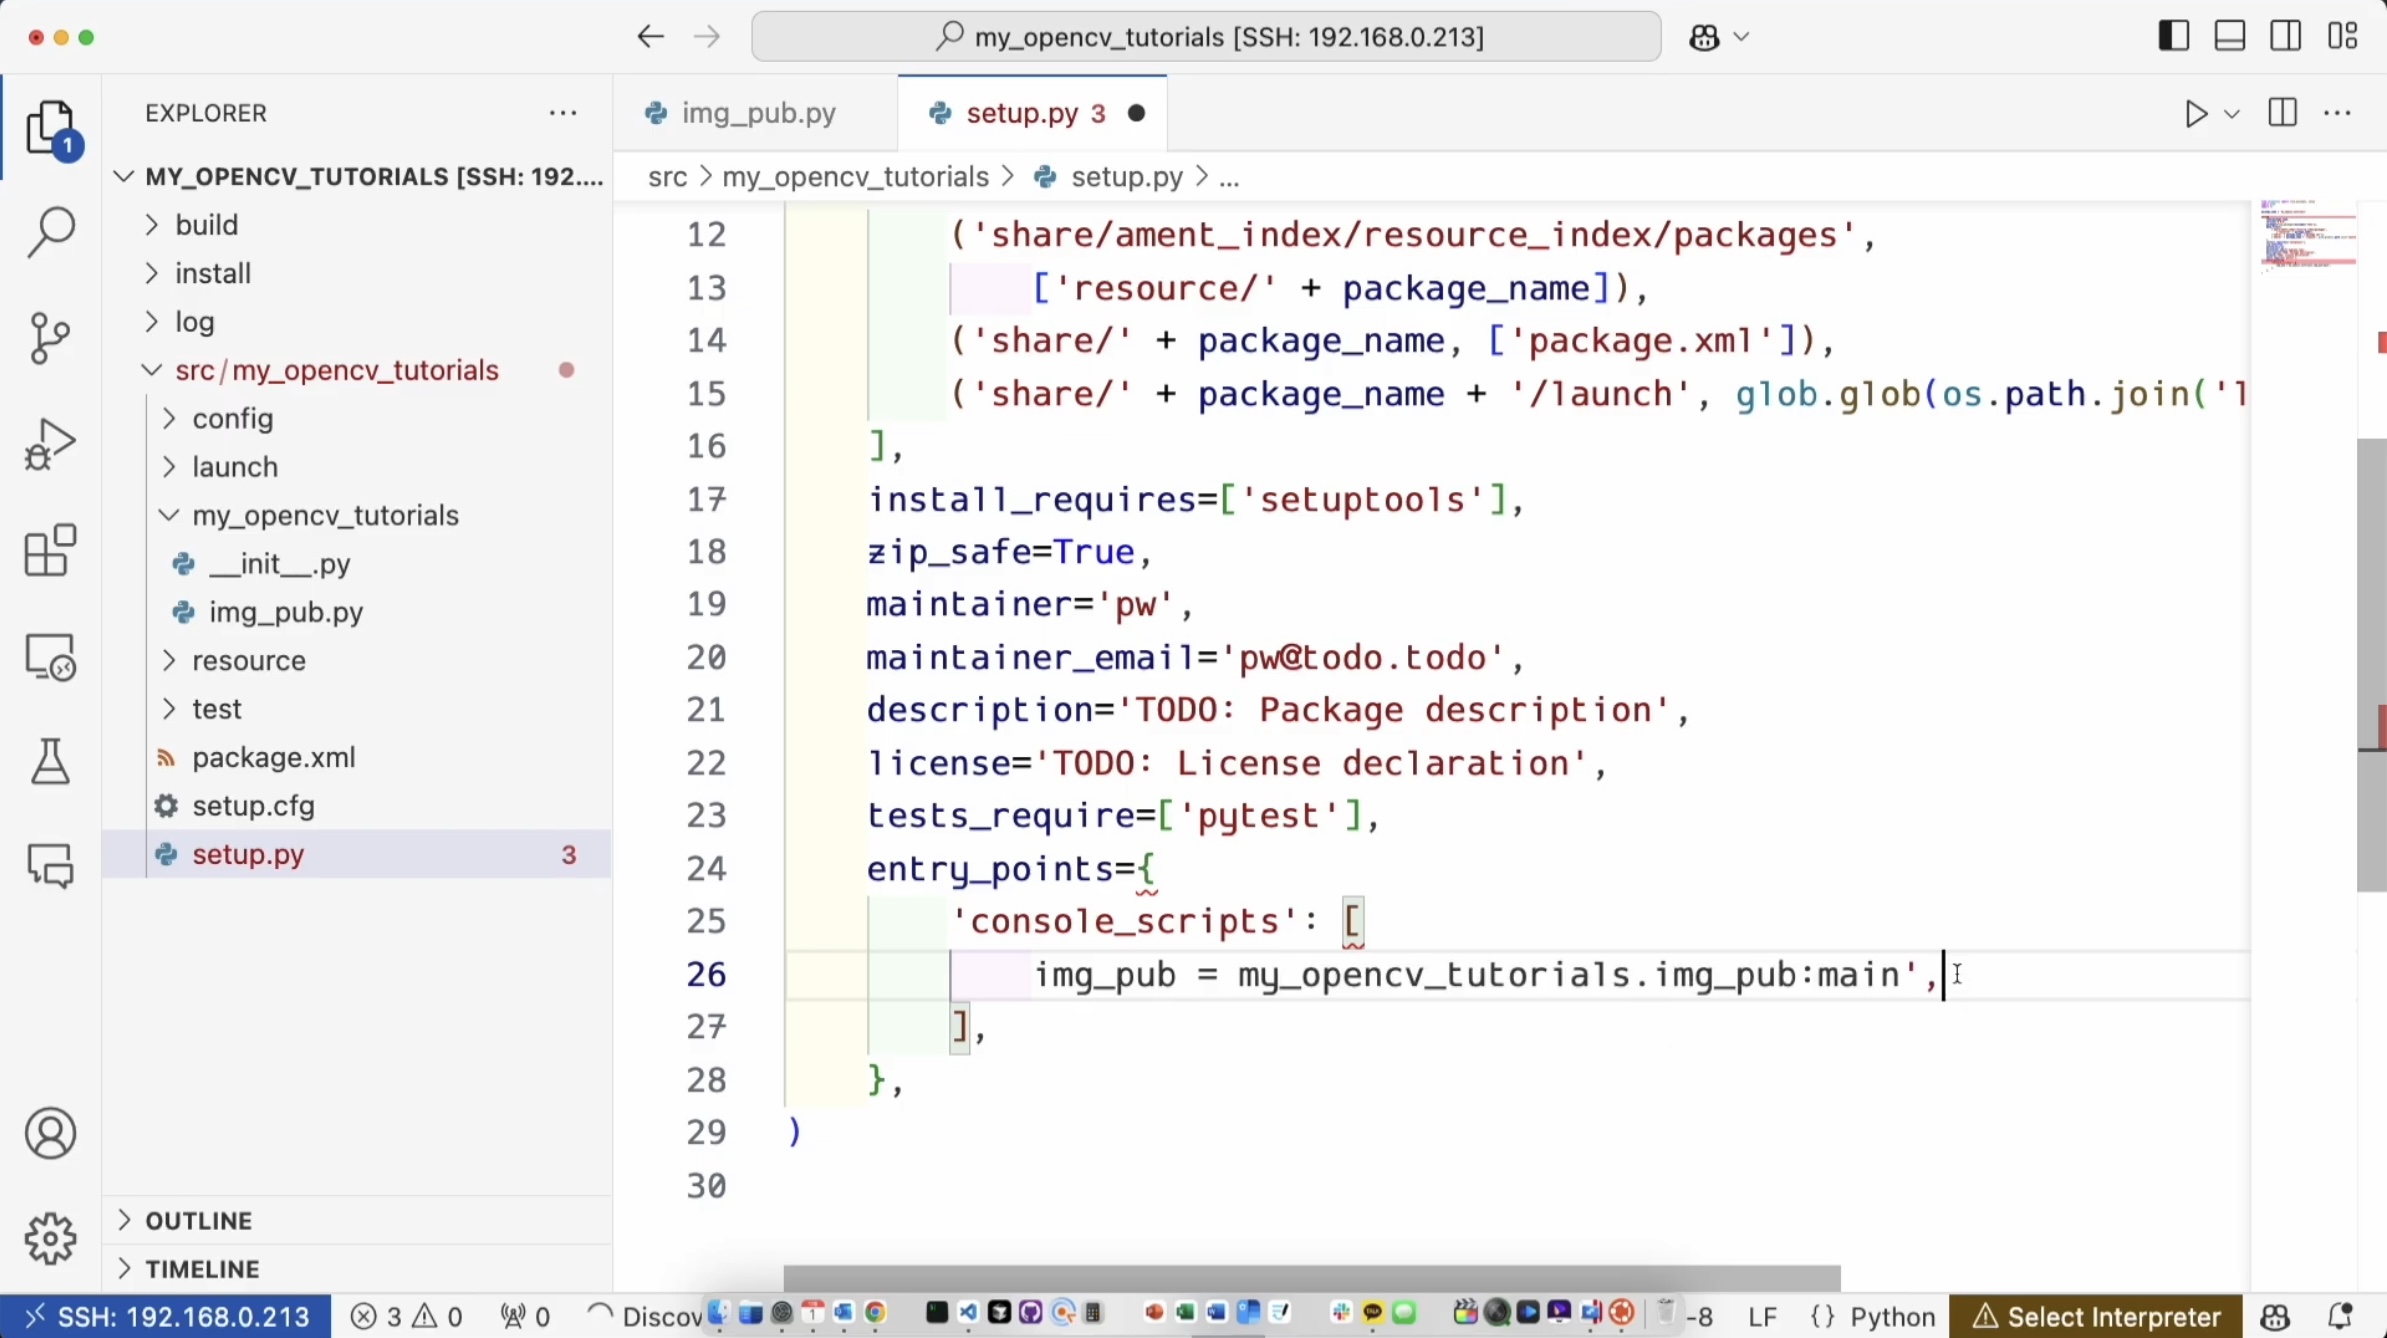 my_opencv_tutorials [SSH: 192.168.0.213]
EXPLORER
img_pub.py
setup.py 3
1
MY_OPENCV_TUTORIALS [SSH: 192....
src > my_opencv_tutorials > setup.py > ...
build
install
log
src/my_opencv_tutorials
config
launch
my_opencv_tutorials
__init__.py
img_pub.py
resource
test
package.xml
setup.cfg
setup.py 3
OUTLINE
TIMELINE
12 ('share/ament_index/resource_index/packages',
13 ['resource/' + package_name]),
14 ('share/' + package_name, ['package.xml']),
15 ('share/' + package_name + '/launch', glob.glob(os.path.join('l
16 ],
17 install_requires=['setuptools'],
18 zip_safe=True,
19 maintainer='pw',
20 maintainer_email='pw@todo.todo',
21 description='TODO: Package description',
22 license='TODO: License declaration',
23 tests_require=['pytest'],
24 entry_points={
25 'console_scripts': [
26 img_pub = my_opencv_tutorials.img_pub:main',
27 ],
28 },
29 )
30
SSH: 192.168.0.213 3 0 0 Discov -8 LF {} Python Select Interpreter